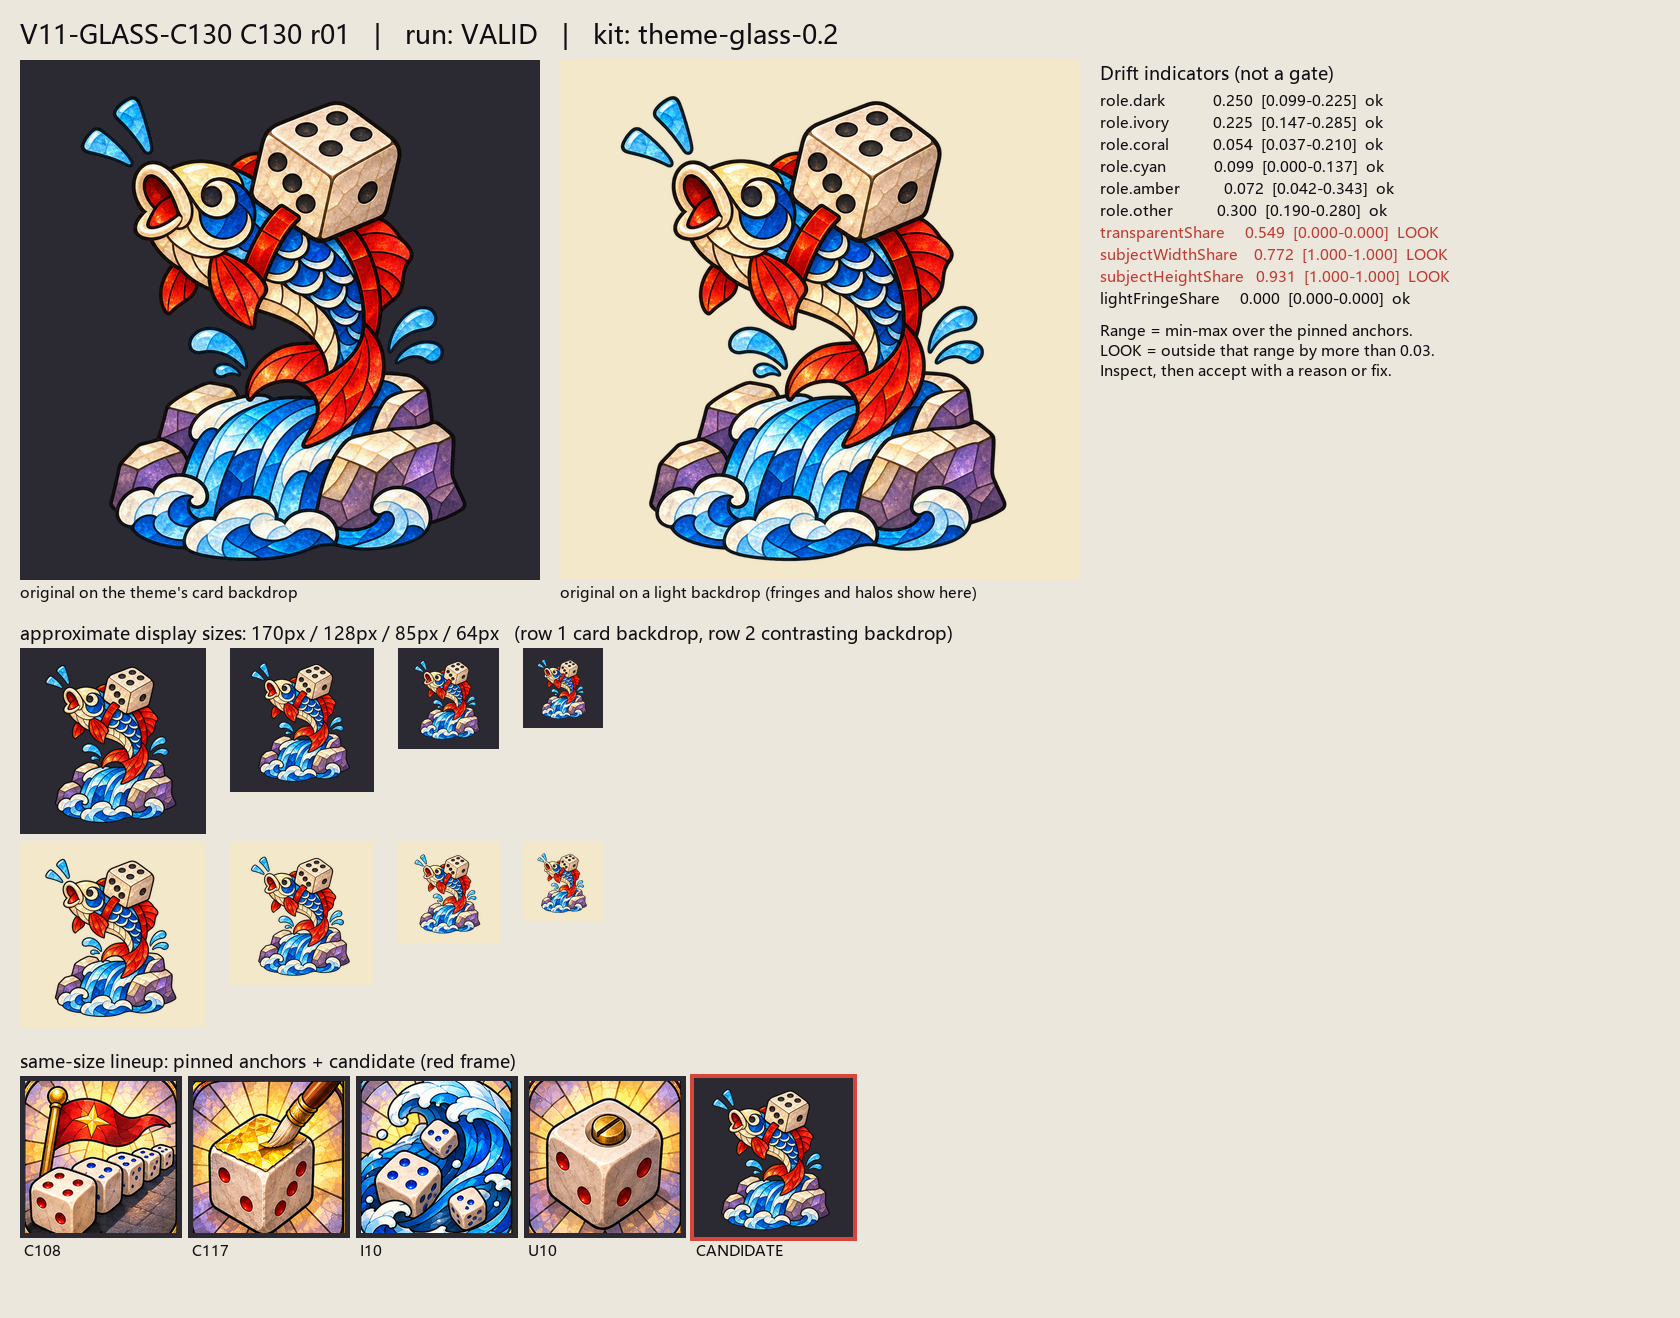 V11-GLASS-C130 C130 r01 | run: VALID | kit: theme-glass-0.2
Drift indicators (not a gate)
role.dark 0.250 [0.099-0.225] ok
role.ivory 0.225 [0.147-0.285] ok
role.coral 0.054 [0.037-0.210] ok
role.cyan 0.099 [0.000-0.137] ok
role.amber 0.072 [0.042-0.343] ok
role.other 0.300 [0.190-0.280] ok
transparentShare 0.549 [0.000-0.000] LOOK
subjectWidthShare 0.772 [1.000-1.000] LOOK
subjectHeightShare 0.931 [1.000-1.000] LOOK
lightFringeShare 0.000 [0.000-0.000] ok
Range = min-max over the pinned anchors.
LOOK = outside that range by more than 0.03.
Inspect, then accept with a reason or fix.
original on the theme's card backdrop
original on a light backdrop (fringes and halos show here)
approximate display sizes: 170px / 128px / 85px / 64px (row 1 card backdrop, row 2 contrasting backdrop)
same-size lineup: pinned anchors + candidate (red frame)
C108
C117
I10
U10
CANDIDATE